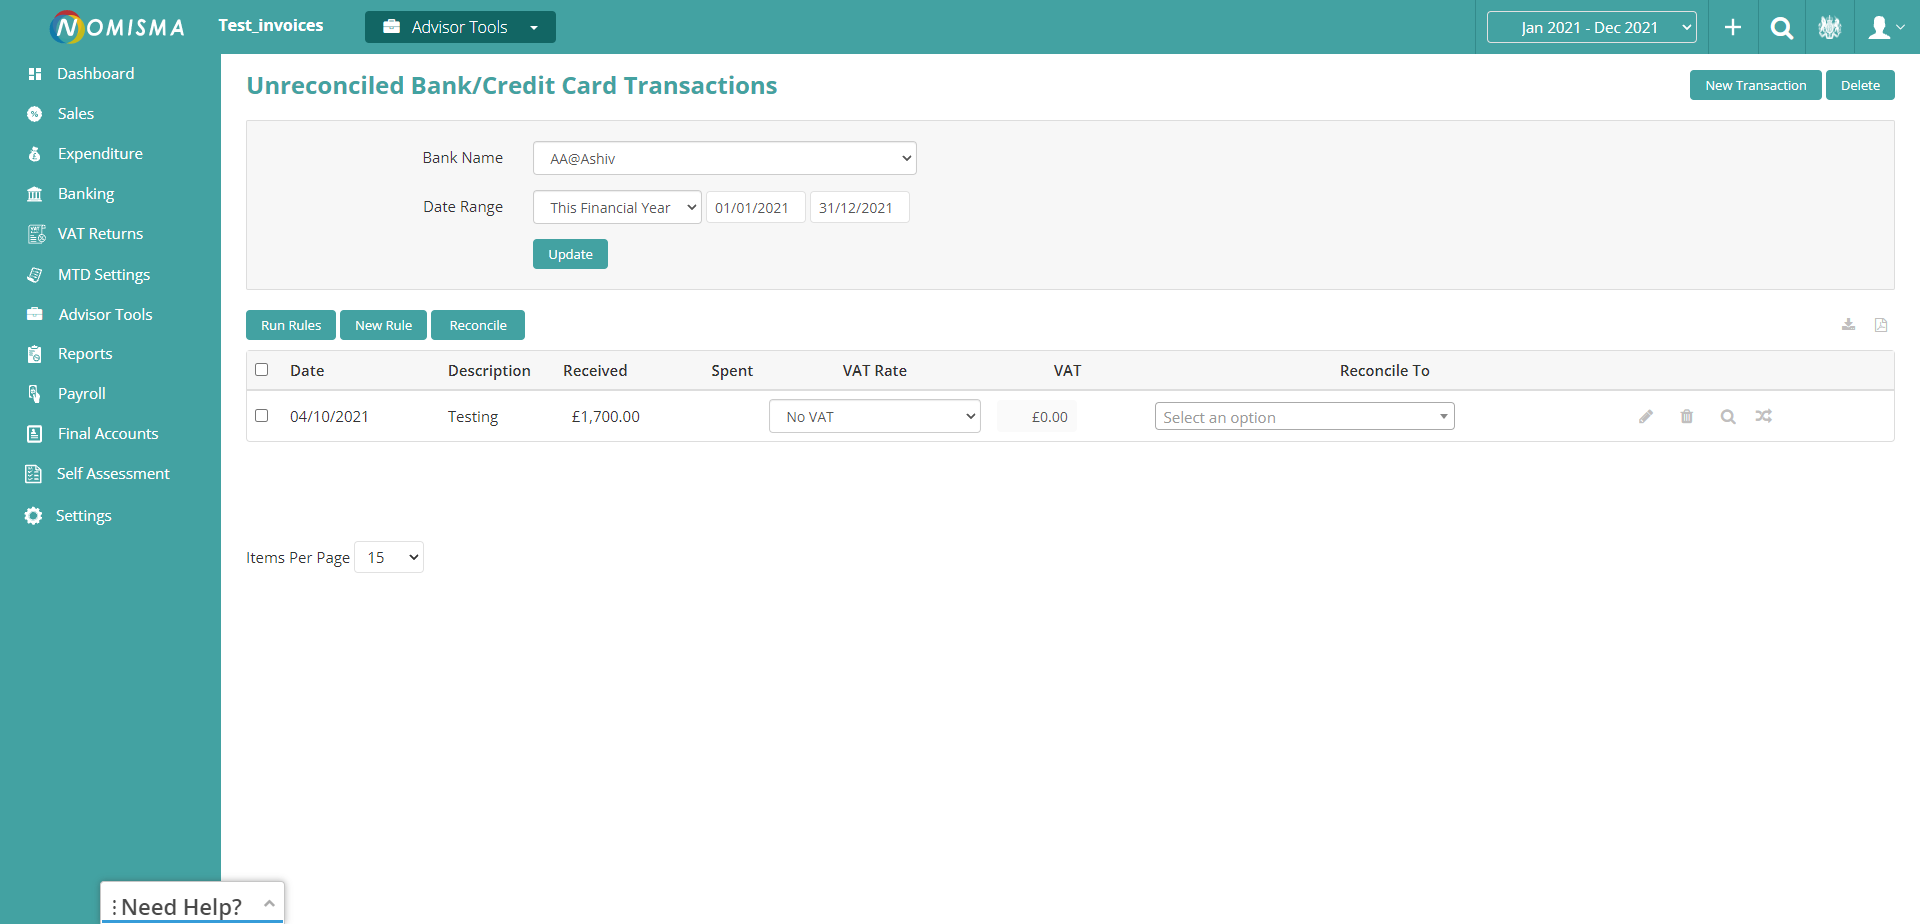 NOMISMA
Test_invoices
Advisor Tools
Jan 2021 - Dec 2021
Dashboard
Sales
Expenditure
Banking
VAT Returns
MTD Settings
Advisor Tools
Reports
Payroll
Final Accounts
Self Assessment
Settings
Unreconciled Bank/Credit Card Transactions
New Transaction
Delete
Bank Name
AA@Ashiv
Date Range
This Financial Year
01/01/2021
31/12/2021
Update
Run Rules
New Rule
Reconcile
Date Description Received Spent VAT Rate VAT Reconcile To
04/10/2021 Testing £1,700.00 No VAT £0.00 Select an option
Items Per Page 15
Need Help?